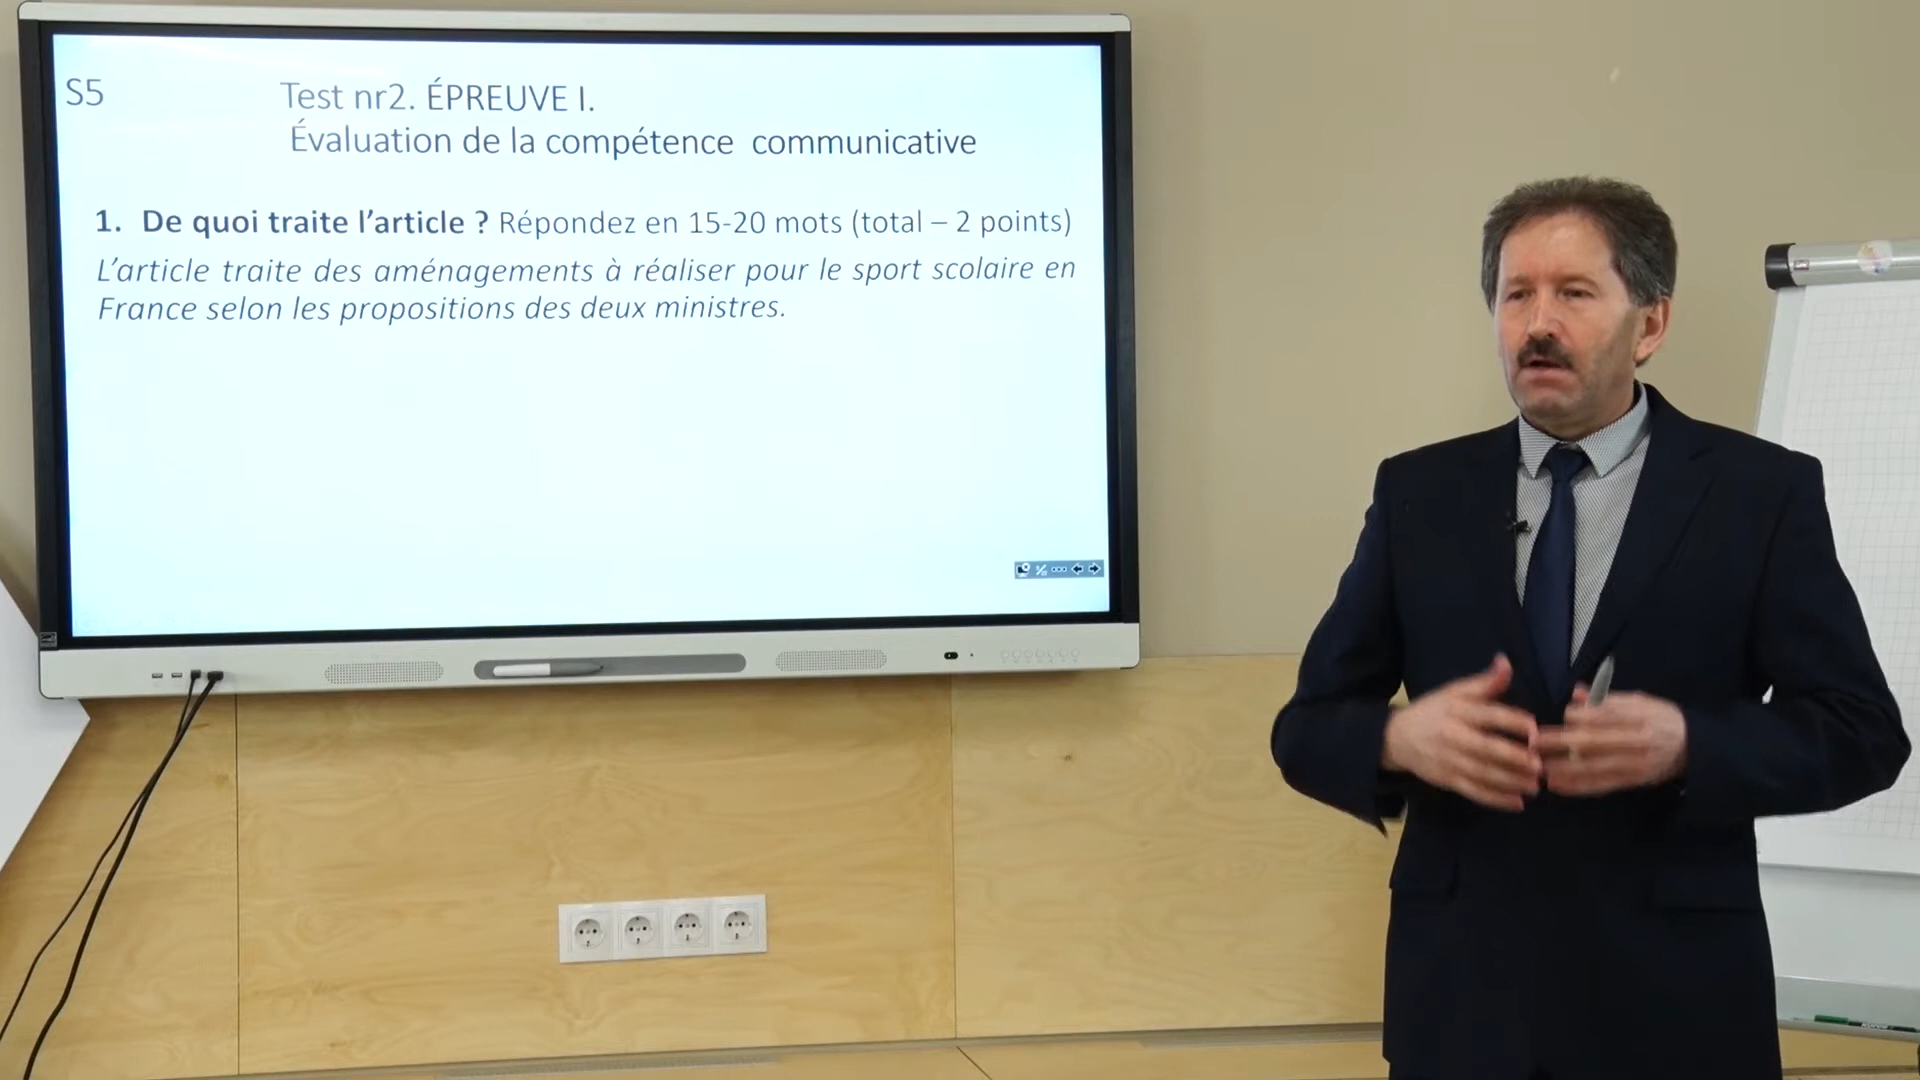 S5
Test nr2. ÉPREUVE I.
Évaluation de la compétence communicative
1. De quoi traite l’article ? Répondez en 15-20 mots (total – 2 points)
L’article traite des aménagements à réaliser pour le sport scolaire en
France selon les propositions des deux ministres.